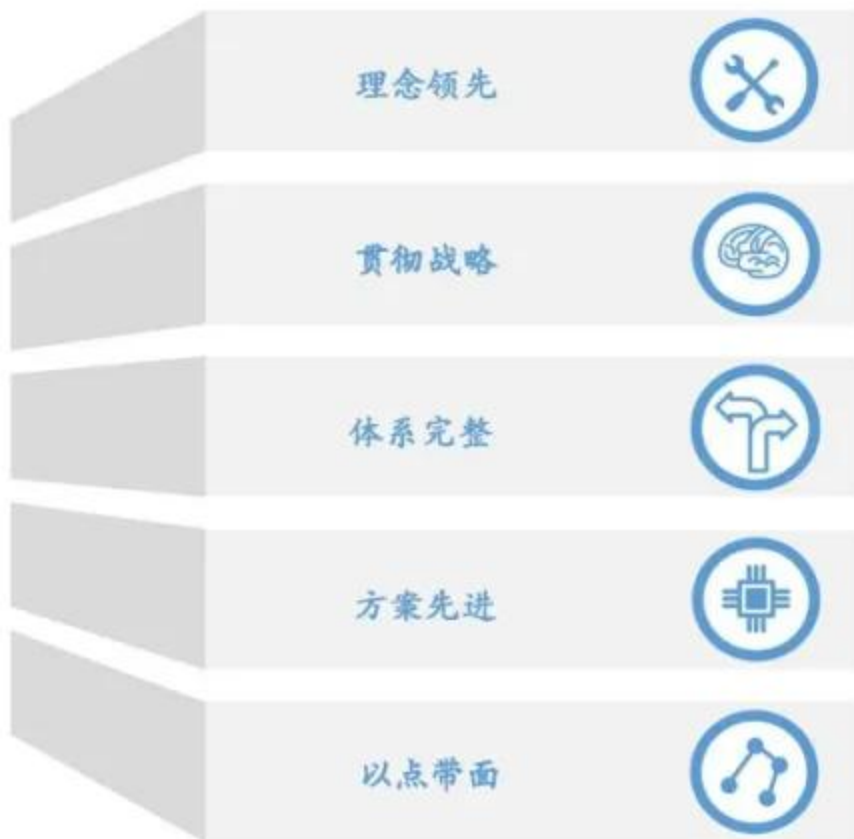 理念领先
贯彻战略
体系完整
方案先进
以点带面